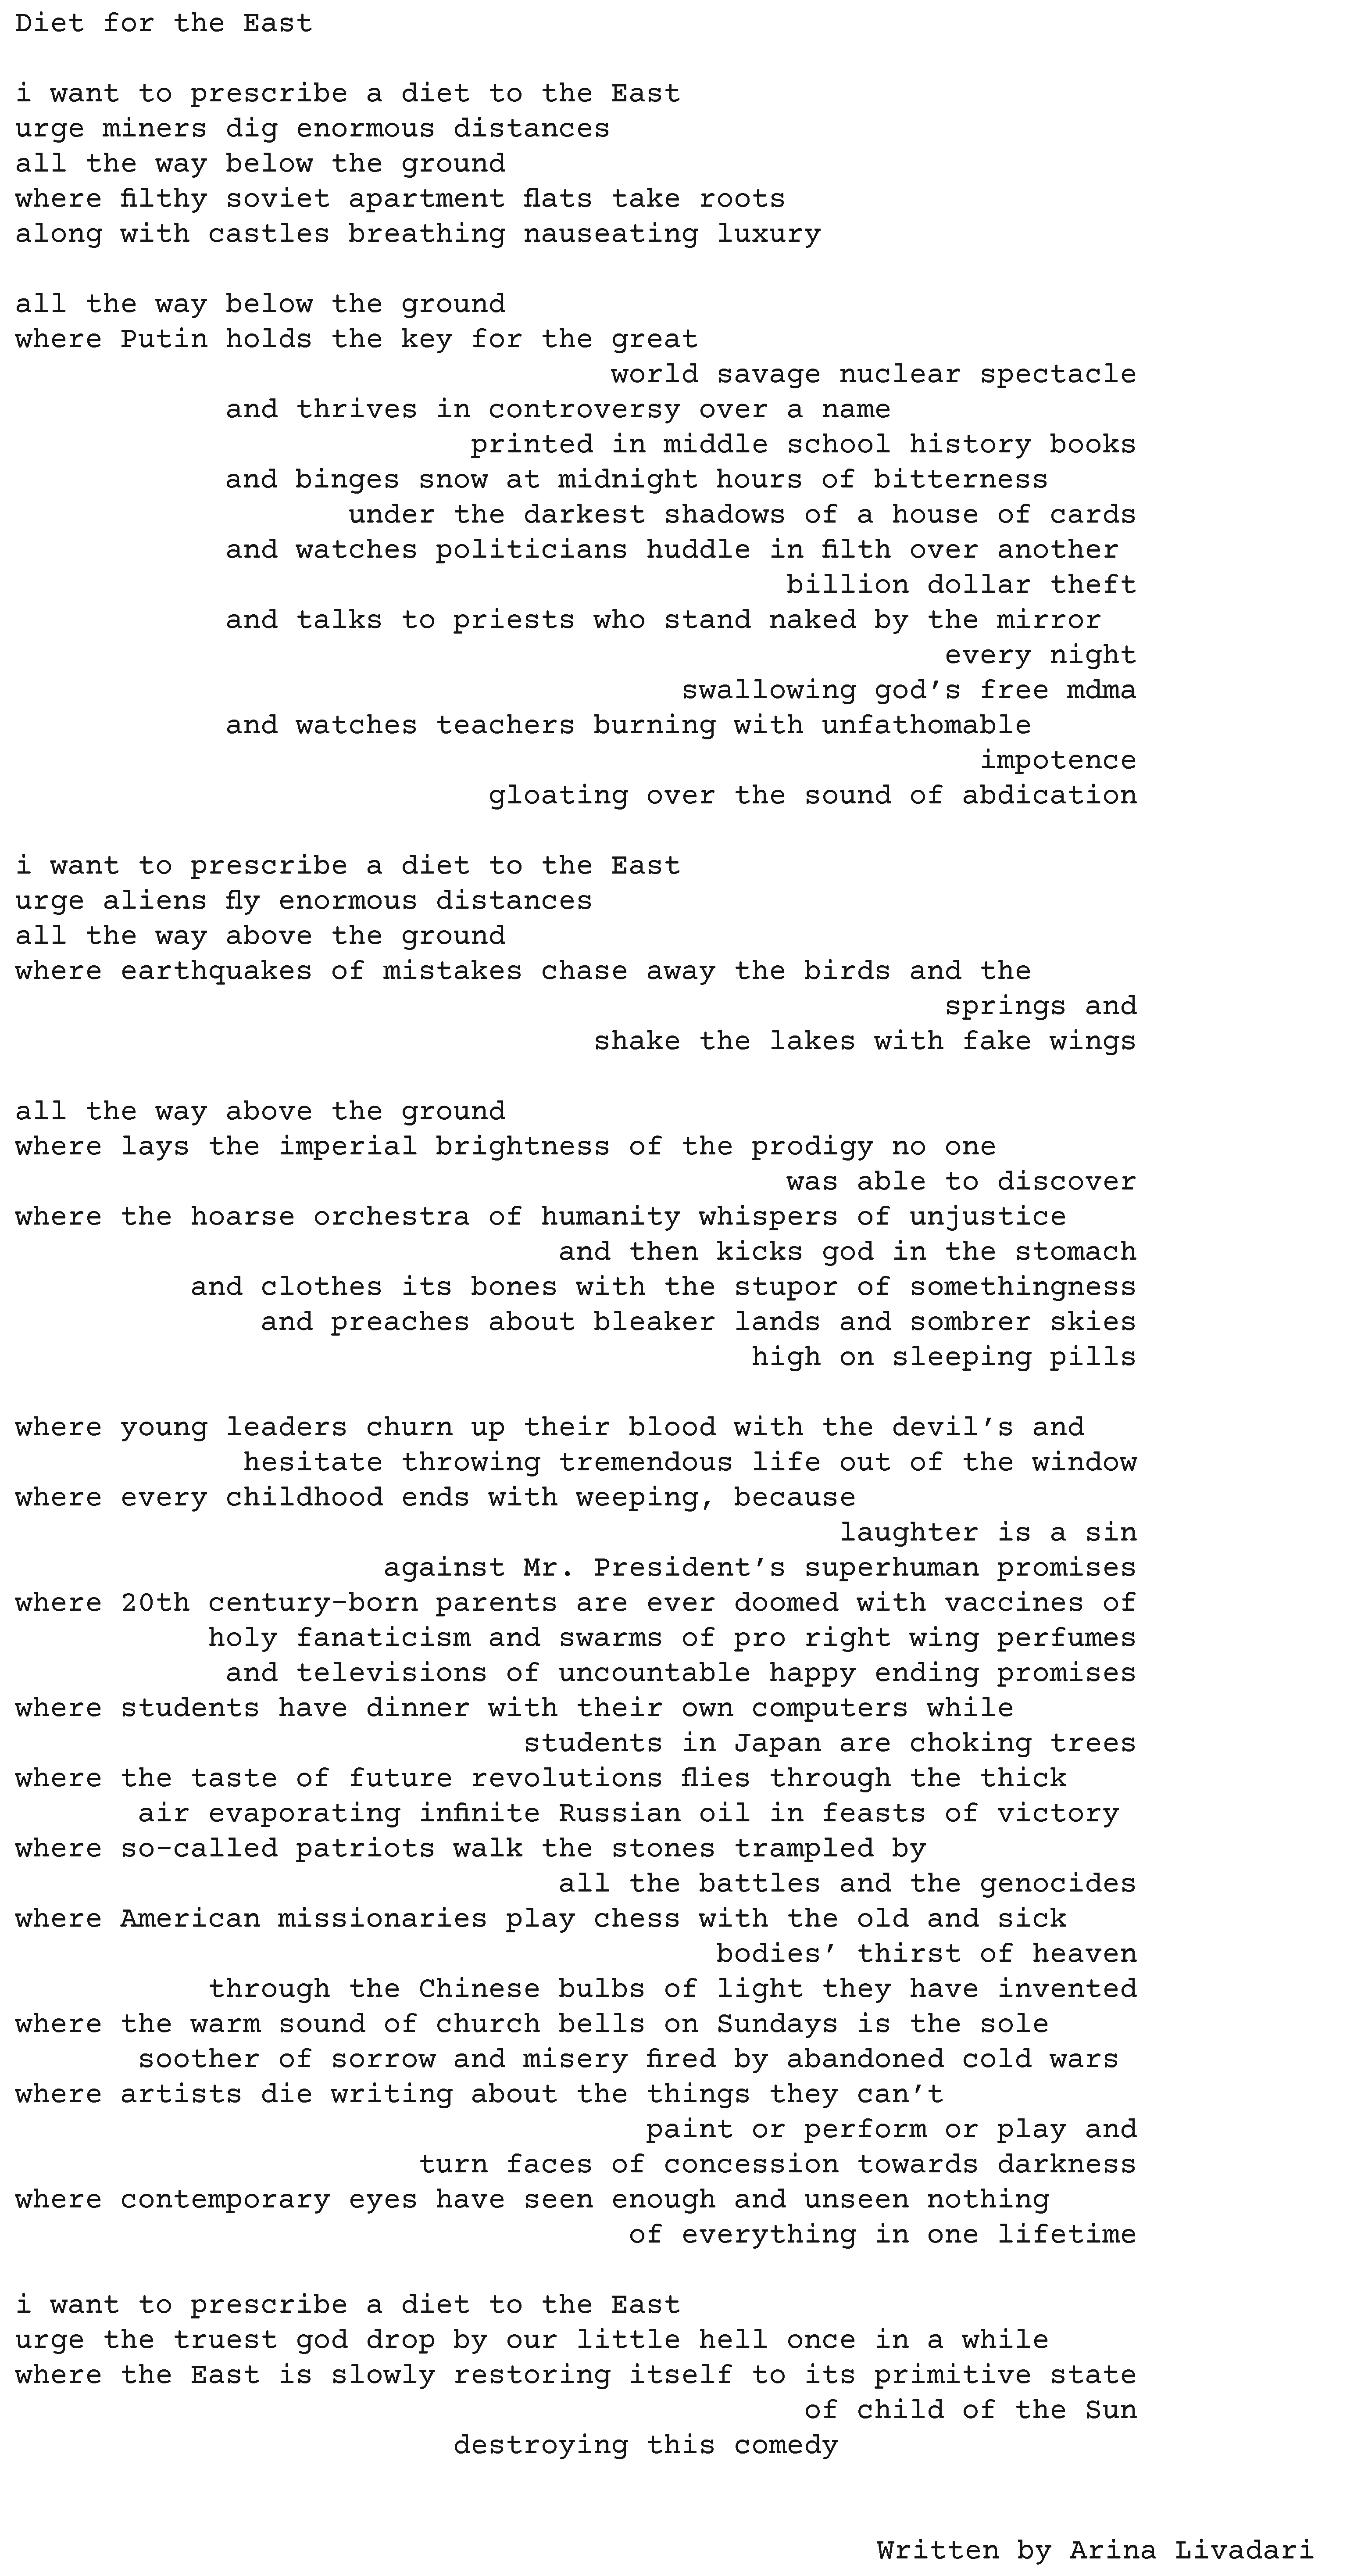 Diet for the East
i want to prescribe a diet to the East
urge miners dig enormous distances
all the way below the ground
where filthy soviet apartment flats take roots
along with castles breathing nauseating luxury
all the way below the ground
where Putin holds the key for the great
world savage nuclear spectacle
and thrives in controversy over a name
printed in middle school history books
and binges snow at midnight hours of bitterness
under the darkest shadows of a house of cards
and watches politicians huddle in filth over another
billion dollar theft
and talks to priests who stand naked by the mirror
every night
swallowing god’s free mdma
and watches teachers burning with unfathomable
impotence
gloating over the sound of abdication
i want to prescribe a diet to the East
urge aliens fly enormous distances
all the way above the ground
where earthquakes of mistakes chase away the birds and the
springs and
shake the lakes with fake wings
all the way above the ground
where lays the imperial brightness of the prodigy no one
was able to discover
where the hoarse orchestra of humanity whispers of unjustice
and then kicks god in the stomach
and clothes its bones with the stupor of somethingness
and preaches about bleaker lands and sombrer skies
high on sleeping pills
where young leaders churn up their blood with the devil’s and
hesitate throwing tremendous life out of the window
where every childhood ends with weeping, because
laughter is a sin
against Mr. President’s superhuman promises
where 20th century-born parents are ever doomed with vaccines of
holy fanaticism and swarms of pro right wing perfumes
and televisions of uncountable happy ending promises
where students have dinner with their own computers while
students in Japan are choking trees
where the taste of future revolutions flies through the thick
air evaporating infinite Russian oil in feasts of victory
where so-called patriots walk the stones trampled by
all the battles and the genocides
where American missionaries play chess with the old and sick
bodies’ thirst of heaven
through the Chinese bulbs of light they have invented
where the warm sound of church bells on Sundays is the sole
soother of sorrow and misery fired by abandoned cold wars
where artists die writing about the things they can’t
paint or perform or play and
turn faces of concession towards darkness
where contemporary eyes have seen enough and unseen nothing
of everything in one lifetime
i want to prescribe a diet to the East
urge the truest god drop by our little hell once in a while
where the East is slowly restoring itself to its primitive state
of child of the Sun
destroying this comedy
Written by Arina Livadari